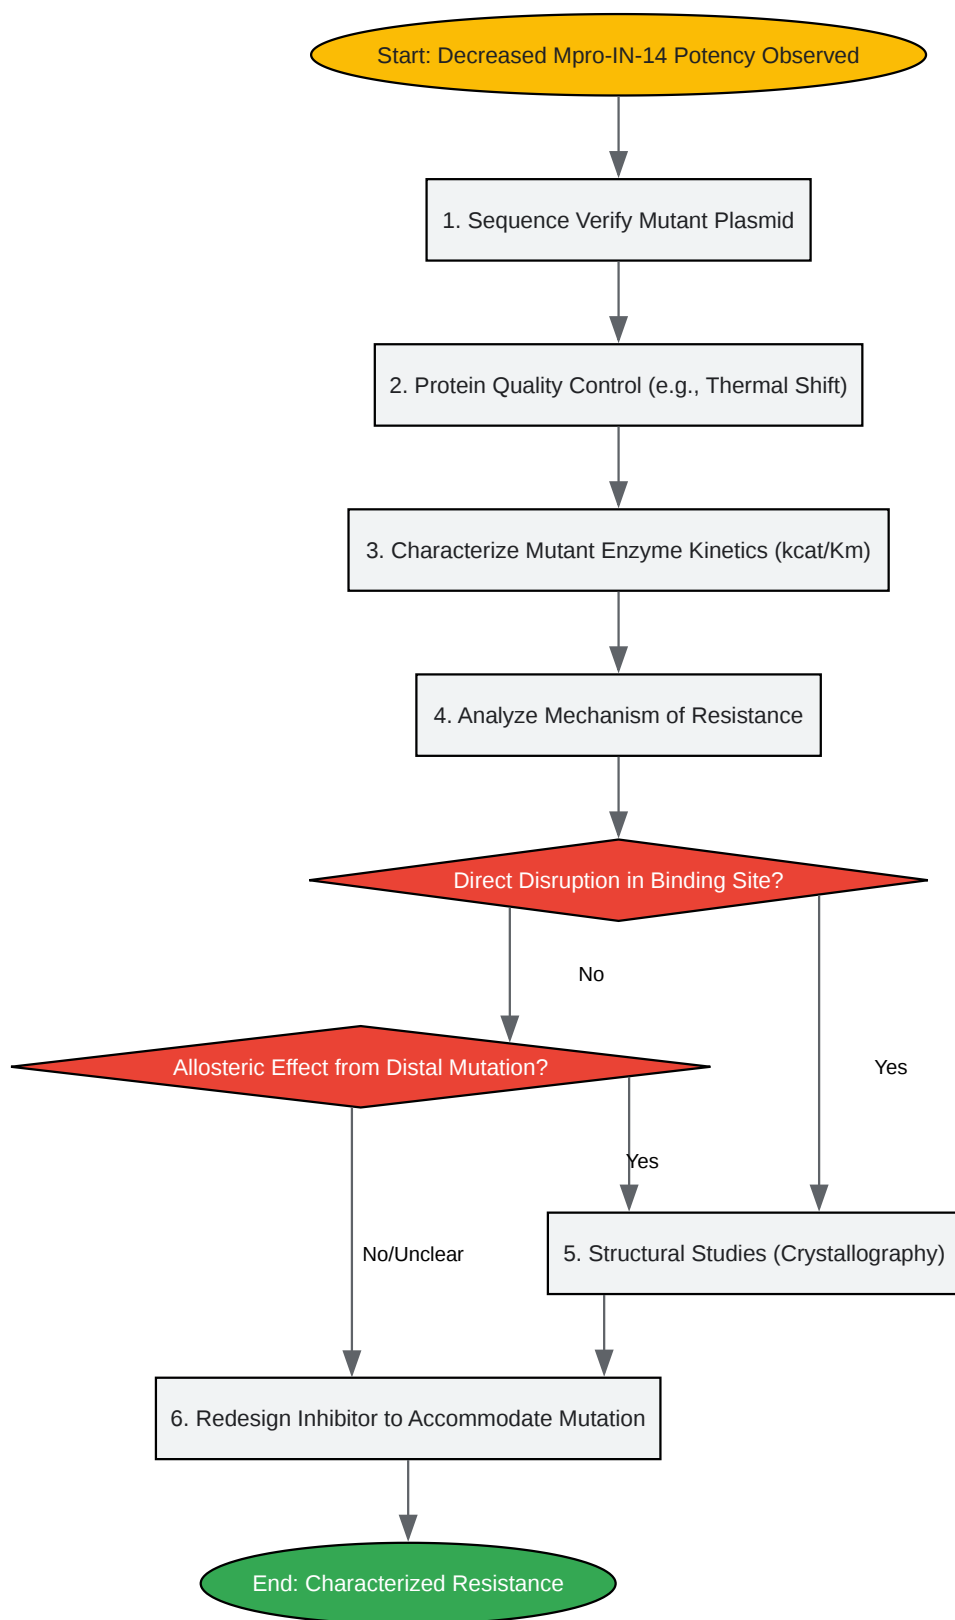 Start: Decreased Mpro-IN-14 Potency Observed
1. Sequence Verify Mutant Plasmid
2. Protein Quality Control (e.g., Thermal Shift)
3. Characterize Mutant Enzyme Kinetics (kcat/Km)
4. Analyze Mechanism of Resistance
Direct Disruption in Binding Site?
No
Allosteric Effect from Distal Mutation?
Yes
Yes
No/Unclear
5. Structural Studies (Crystallography)
6. Redesign Inhibitor to Accommodate Mutation
End: Characterized Resistance